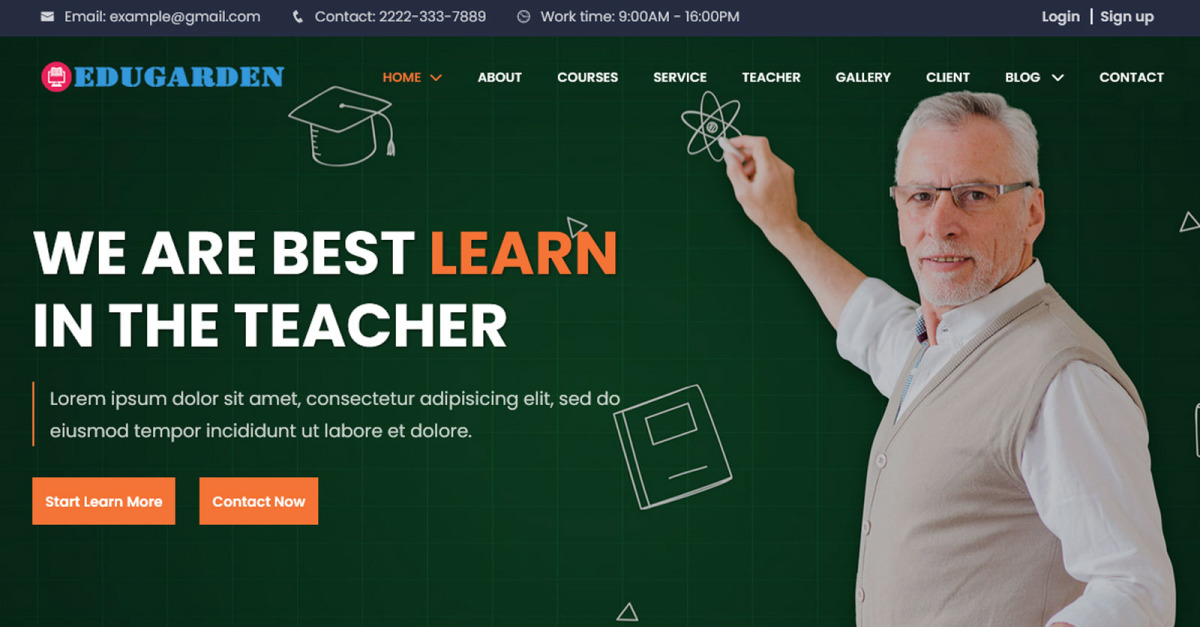 Email: example@gmail.com Contact: 2222-333-7889 Work time: 9:00AM - 16:00PM Login | Sign up
EDUGARDEN HOME ABOUT COURSES SERVICE TEACHER GALLERY CLIENT BLOG CONTACT
WE ARE BEST LEARN
IN THE TEACHER
Lorem ipsum dolor sit amet, consectetur adipisicing elit, sed do
eiusmod tempor incididunt ut labore et dolore.
Start Learn More Contact Now